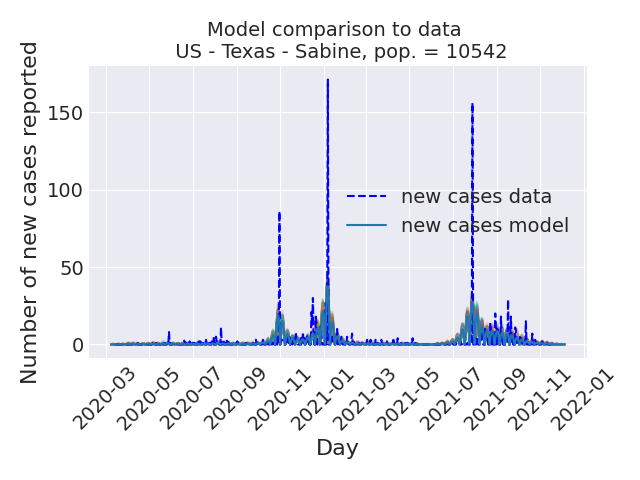 Model comparison to data
US - Texas - Sabine, pop. = 10542
Number of new cases reported
150
100
50
0
new cases data
new cases model
2020-03
2020-05
2020-07
2020-09
2020-11
2021-01
2021-03
2021-05
2021-07
2021-09
2021-11
2022-01
Day